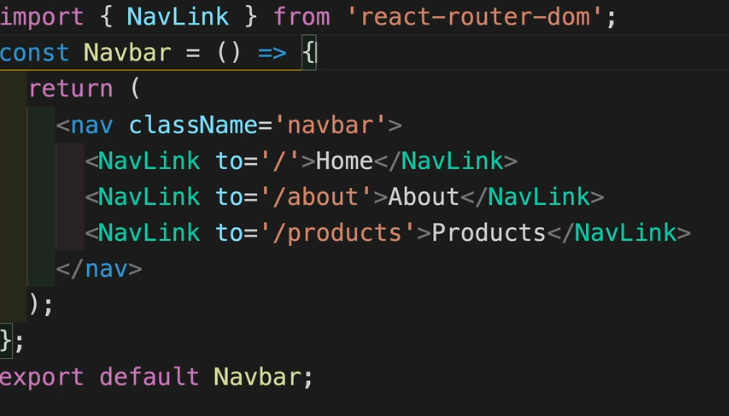 import { NavLink } from 'react-router-dom';
const Navbar = () => {
  return (
    <nav className='navbar'>
      <NavLink to='/'>Home</NavLink>
      <NavLink to='/about'>About</NavLink>
      <NavLink to='/products'>Products</NavLink>
    </nav>
  );
};
export default Navbar;